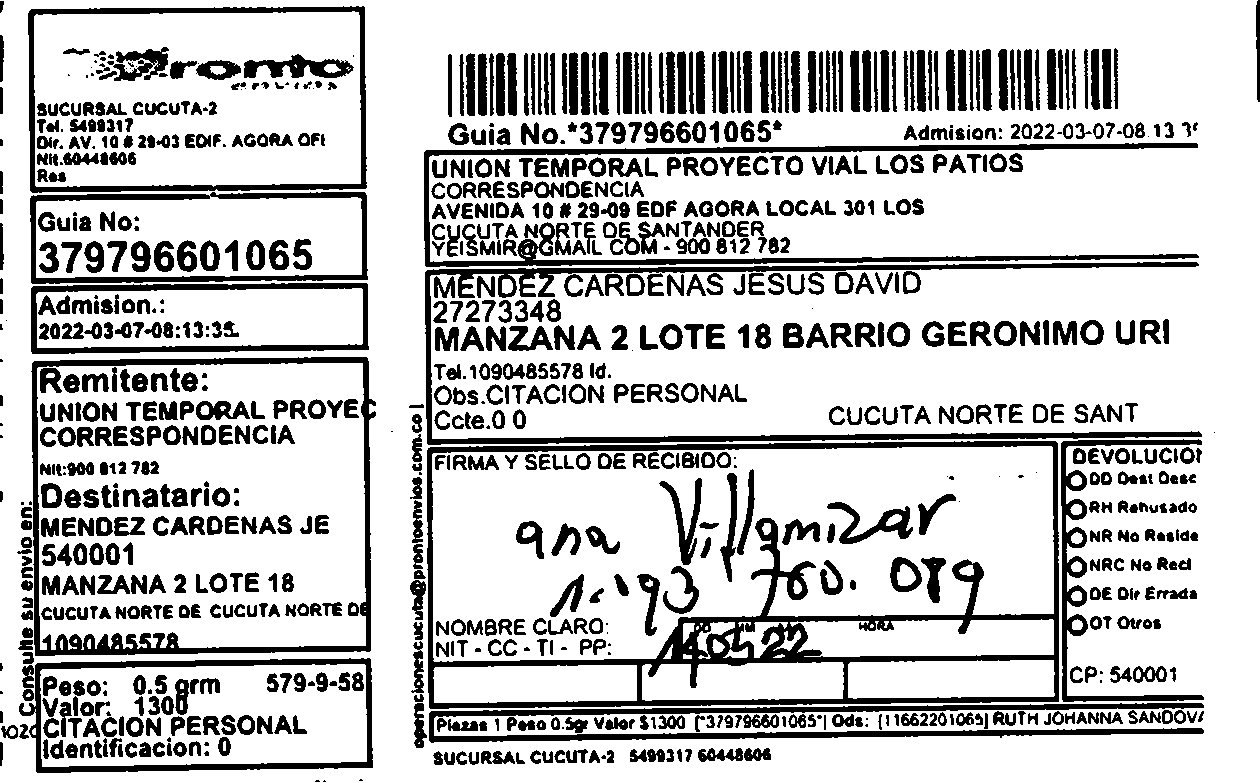 Pronto
SUCURSAL CUCUTA-2
Tel. 5499317
Dir. AV. 10 # 29-03 EDIF. AGORA OFI
Nit.60448606
Res
Guia No:
379796601065
Admision.:
2022-03-07-08:13:35
Remitente:
UNION TEMPORAL PROYEC
CORRESPONDENCIA
Nit:900 812 782
Destinatario:
MENDEZ CARDENAS JE
540001
MANZANA 2 LOTE 18
CUCUTA NORTE DE CUCUTA NORTE DE
1090485578
Consulte su envio en:
Peso: 0.5 grm 579-9-58
Valor: 1300
CITACION PERSONAL
Identificacion: 0
Guia No.*379796601065*
Admision: 2022-03-07-08 13
UNION TEMPORAL PROYECTO VIAL LOS PATIOS
CORRESPONDENCIA
AVENIDA 10 # 29-09 EDF AGORA LOCAL 301 LOS
CUCUTA NORTE DE SANTANDER
YEISMIR@GMAIL COM - 900 812 782
MENDEZ CARDENAS JESUS DAVID
27273348
MANZANA 2 LOTE 18 BARRIO GERONIMO URI
Tel.1090485578 Id.
Obs.CITACION PERSONAL
Ccte.0 0
CUCUTA NORTE DE SANT
operacionescucuta@prontoenvios.com.co
FIRMA Y SELLO DE RECIBIDO:
ana Villamizar
1.193 760.089
NOMBRE CLARO:
NIT - CC - TI - PP:
DD MM
HORA
DEVOLUCION
DD Dest Desc
RH Rehusado
NR No Reside
NRC No Recl
DE Dir Errada
OT Otros
CP: 540001
Piezas 1 Peso 0.5gr Valor $1300 [*379796601065*] Ods: [11662201065] RUTH JOHANNA SANDOVA
SUCURSAL CUCUTA-2 5499317 60448606